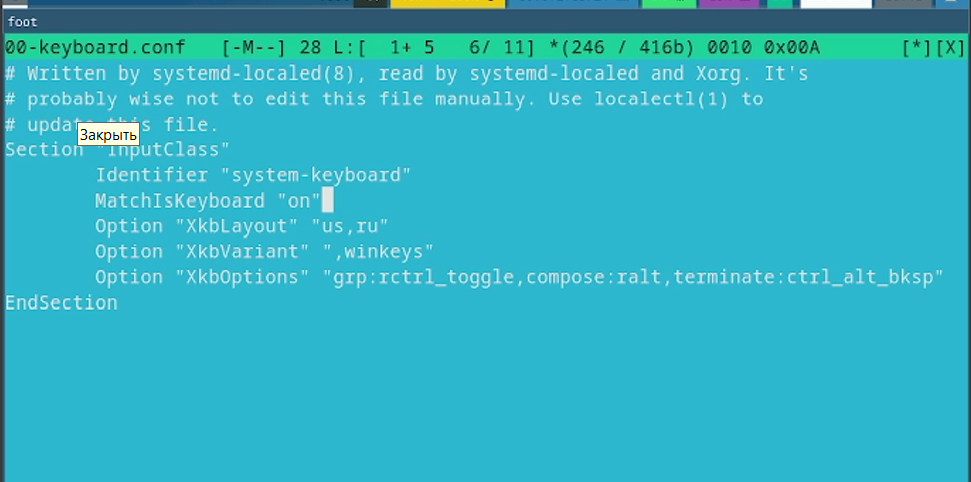 foot
00-keyboard.conf [-M--] 28 L:[ 1+ 5 6/ 11] *(246 / 416b) 0010 0x00A [*][X]
# Written by systemd-localed(8), read by systemd-localed and Xorg. It's
# probably wise not to edit this file manually. Use localectl(1) to
# update this file.
Закрыть
Section "InputClass"
Identifier "system-keyboard"
MatchIsKeyboard "on"
Option "XkbLayout" "us,ru"
Option "XkbVariant" ",winkeys"
Option "XkbOptions" "grp:rctrl_toggle,compose:ralt,terminate:ctrl_alt_bksp"
EndSection